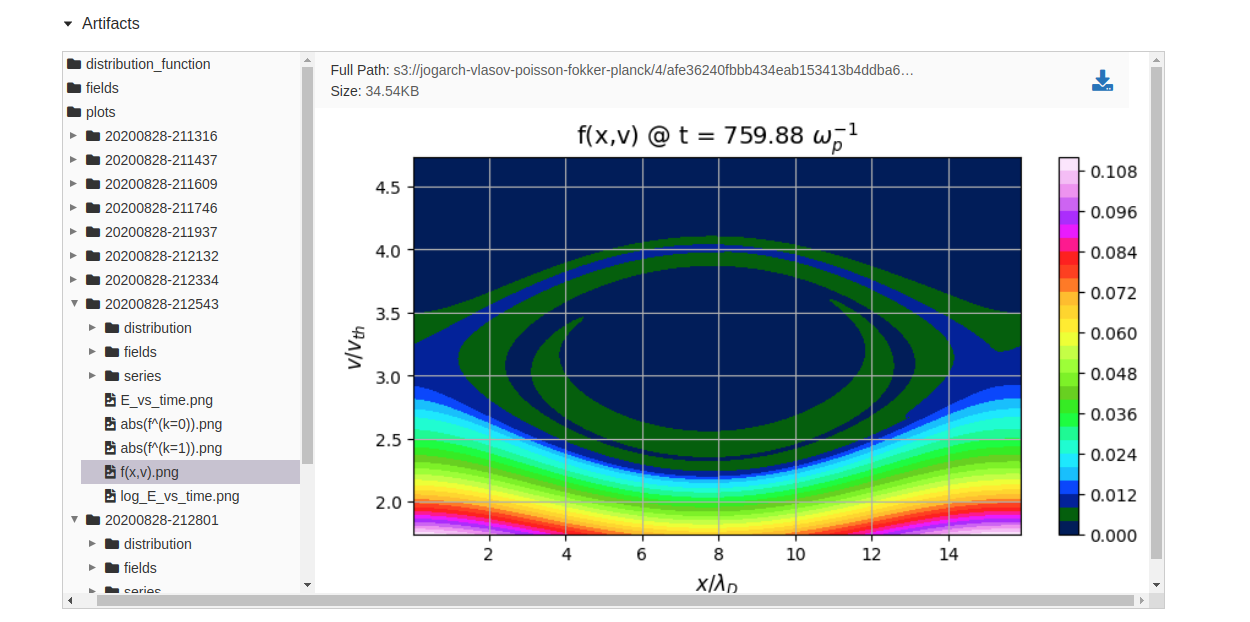 Artifacts
distribution_function
fields
plots
20200828-211316
20200828-211437
20200828-211609
20200828-211746
20200828-211937
20200828-212132
20200828-212334
20200828-212543
distribution
fields
series
E_vs_time.png
abs(f^(k=0)).png
abs(f^(k=1)).png
f(x,v).png
log_E_vs_time.png
20200828-212801
distribution
fields
series
Full Path: s3://jogarch-vlasov-poisson-fokker-planck/4/afe36240fbbb434eab153413b4ddba6…
Size: 34.54KB
f(x,v) @ t = 759.88 ω_p^{-1}
v/v_{th}
4.5
4.0
3.5
3.0
2.5
2.0
2 4 6 8 10 12 14
x/λ_D
0.108
0.096
0.084
0.072
0.060
0.048
0.036
0.024
0.012
0.000